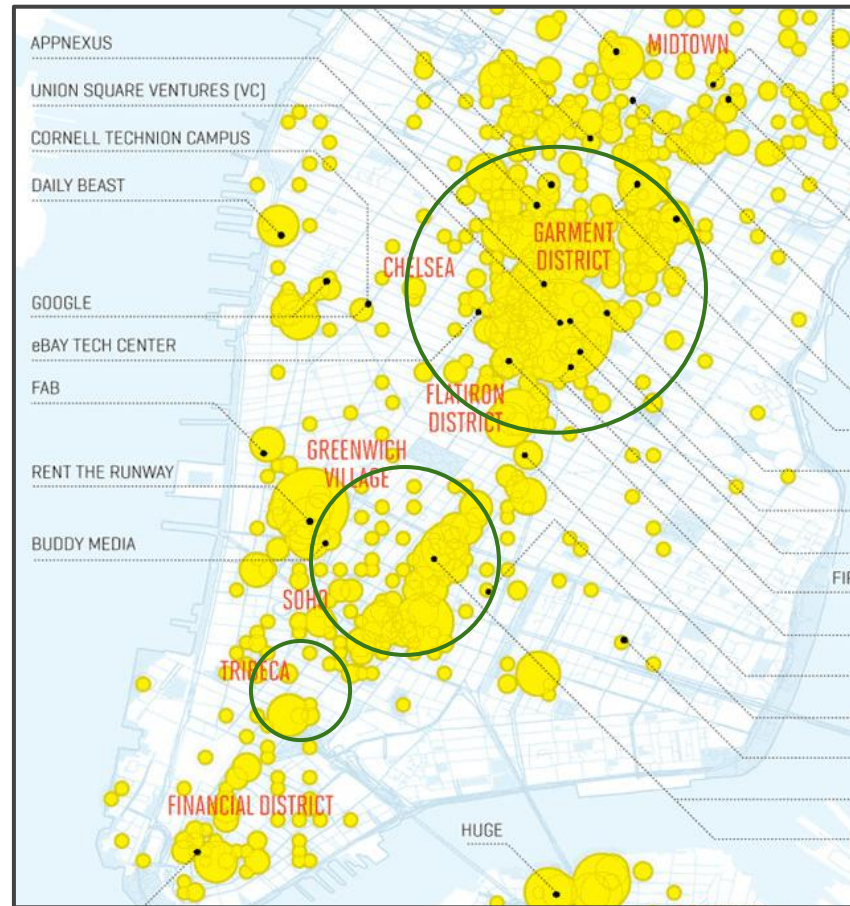 APPNEXUS
UNION SQUARE VENTURES (VC)
CORNELL TECHNION CAMPUS
DAILY BEAST
GOOGLE
eBAY TECH CENTER
FAB
RENT THE RUNWAY
BUDDY MEDIA
MIDTOWN
GARMENT
DISTRICT
CHELSEA
FLATIRON
DISTRICT
GREENWICH
VILLAGE
SOHO
TRIBECA
FINANCIAL DISTRICT
HUGE
FIR